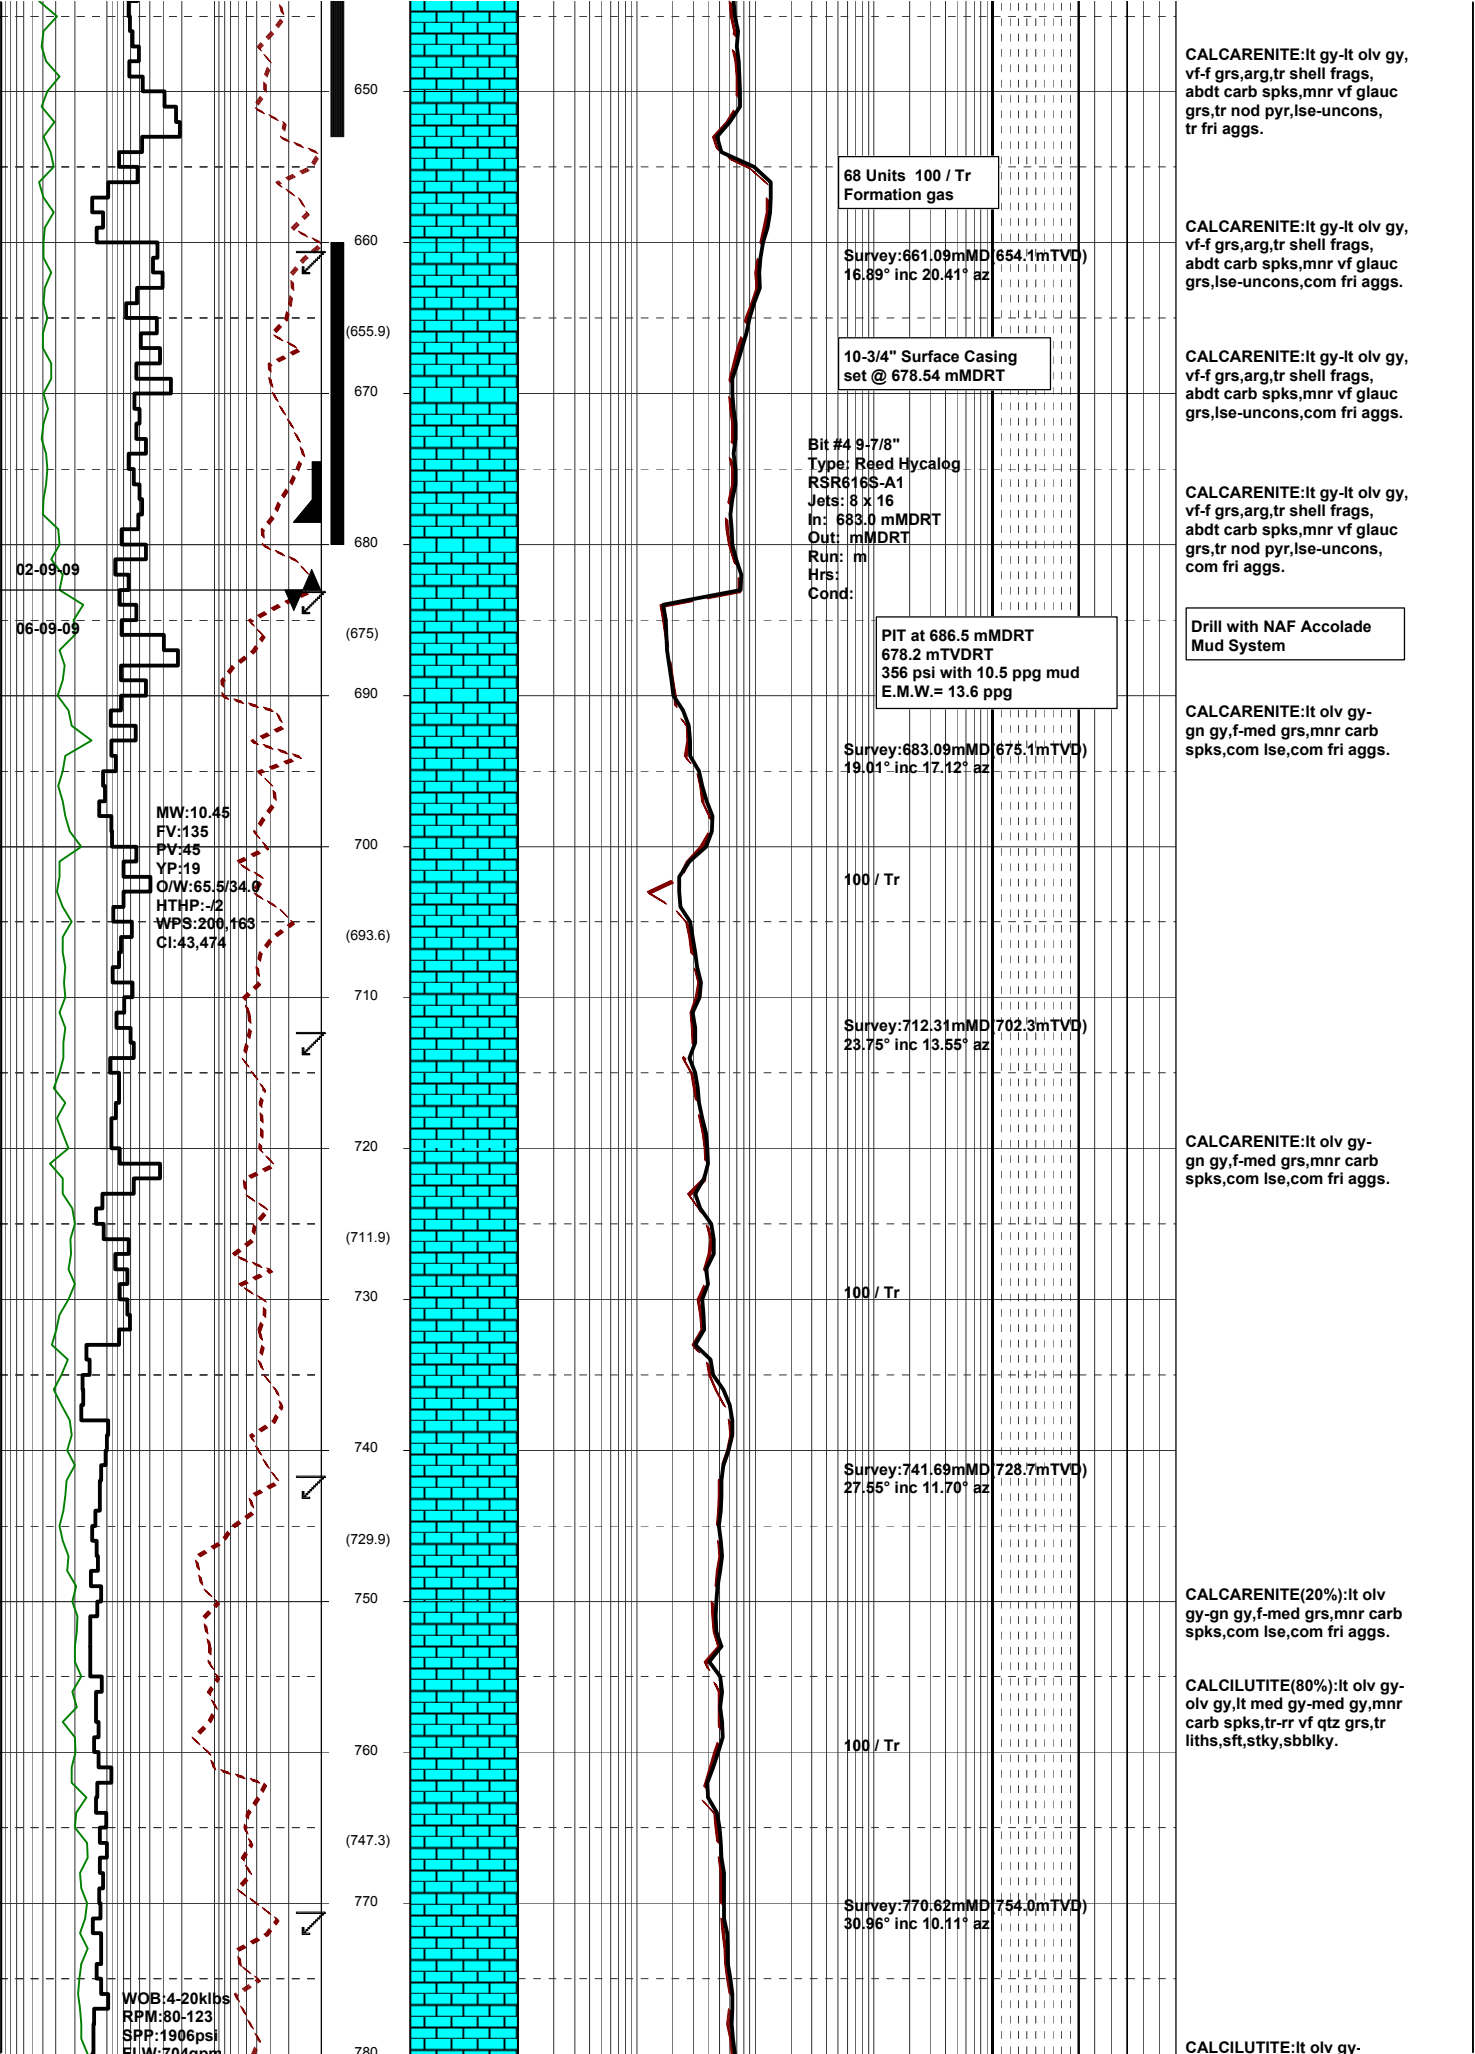 CALCARENITE:lt gy-lt olv gy,
vf-f grs,arg,tr shell frags,
abdt carb spks,mnr vf glauc
grs,tr nod pyr,lse-uncons,
tr fri aggs.
650
68 Units 100 / Tr
Formation gas
CALCARENITE:lt gy-lt olv gy,
vf-f grs,arg,tr shell frags,
abdt carb spks,mnr vf glauc
grs,lse-uncons,com fri aggs.
660
Survey:661.09mMD(654.1mTVD)
16.89° inc 20.41° az
(655.9)
10-3/4" Surface Casing
set @ 678.54 mMDRT
CALCARENITE:lt gy-lt olv gy,
vf-f grs,arg,tr shell frags,
abdt carb spks,mnr vf glauc
grs,lse-uncons,com fri aggs.
670
Bit #4 9-7/8"
Type: Reed Hycalog
RSR616S-A1
Jets: 8 x 16
In: 683.0 mMDRT
Out: mMDRT
Run: m
Hrs:
Cond:
CALCARENITE:lt gy-lt olv gy,
vf-f grs,arg,tr shell frags,
abdt carb spks,mnr vf glauc
grs,tr nod pyr,lse-uncons,
com fri aggs.
680
02-09-09
06-09-09
(675)
PIT at 686.5 mMDRT
678.2 mTVDRT
356 psi with 10.5 ppg mud
E.M.W.= 13.6 ppg
Drill with NAF Accolade
Mud System
690
CALCARENITE:lt olv gy-
gn gy,f-med grs,mnr carb
spks,com lse,com fri aggs.
Survey:683.09mMD(675.1mTVD)
19.01° inc 17.12° az
MW:10.45
FV:135
PV:45
YP:19
O/W:65.5/34.0
HTHP:-/2
WPS:200,163
Cl:43,474
700
100 / Tr
(693.6)
710
Survey:712.31mMD(702.3mTVD)
23.75° inc 13.55° az
720
CALCARENITE:lt olv gy-
gn gy,f-med grs,mnr carb
spks,com lse,com fri aggs.
(711.9)
730
100 / Tr
740
Survey:741.69mMD(728.7mTVD)
27.55° inc 11.70° az
(729.9)
750
CALCARENITE(20%):lt olv
gy-gn gy,f-med grs,mnr carb
spks,com lse,com fri aggs.
CALCILUTITE(80%):lt olv gy-
olv gy,lt med gy-med gy,mnr
carb spks,tr-rr vf qtz grs,tr
liths,sft,stky,sbblky.
760
100 / Tr
(747.3)
770
Survey:770.62mMD(754.0mTVD)
30.96° inc 10.11° az
WOB:4-20klbs
RPM:80-123
SPP:1906psi
FLW:704gpm
780
CALCILUTITE:lt olv gy-